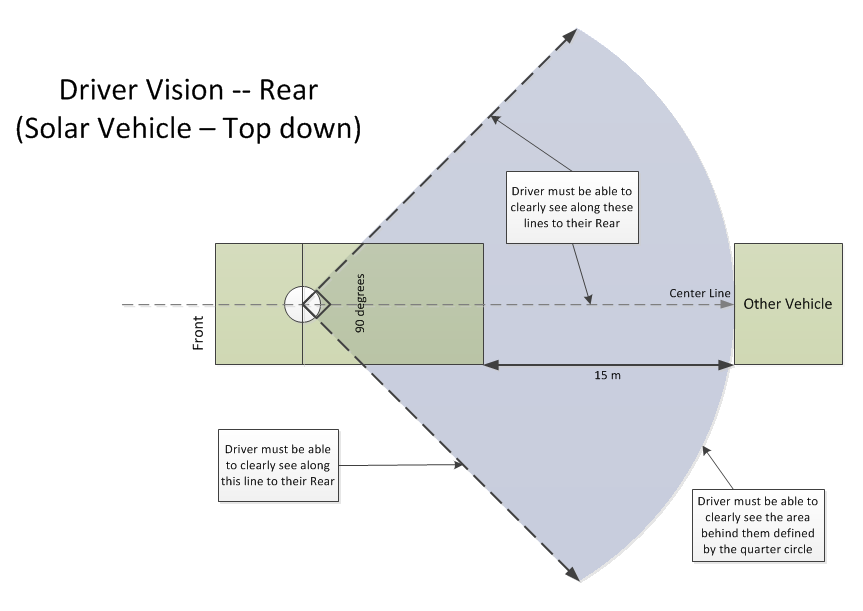 Driver Vision -- Rear
(Solar Vehicle – Top down)
Driver must be able to
clearly see along these
lines to their Rear
Center Line
Other Vehicle
90 degrees
Front
15 m
Driver must be able
to clearly see along
this line to their Rear
Driver must be able to
clearly see the area
behind them defined
by the quarter circle